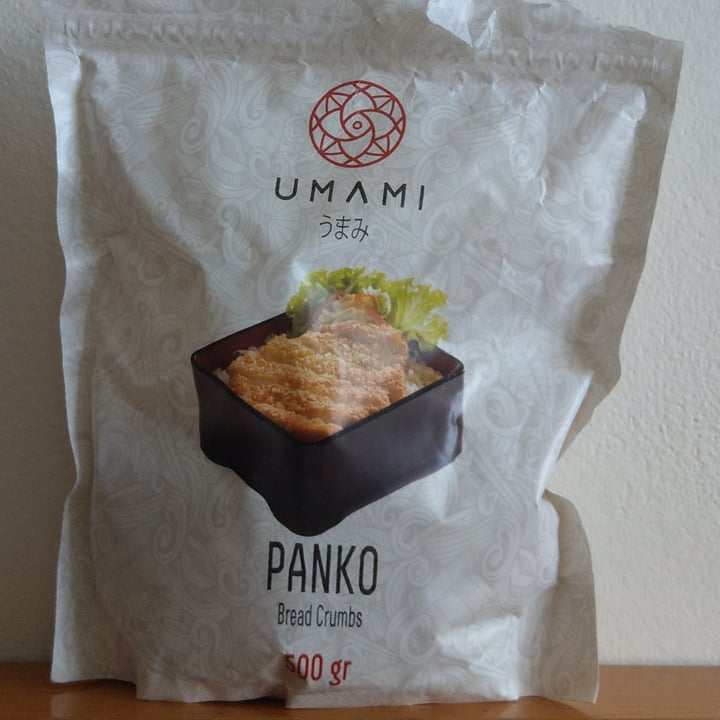 UMAMI
うまみ
PANKO
Bread Crumbs
500 gr